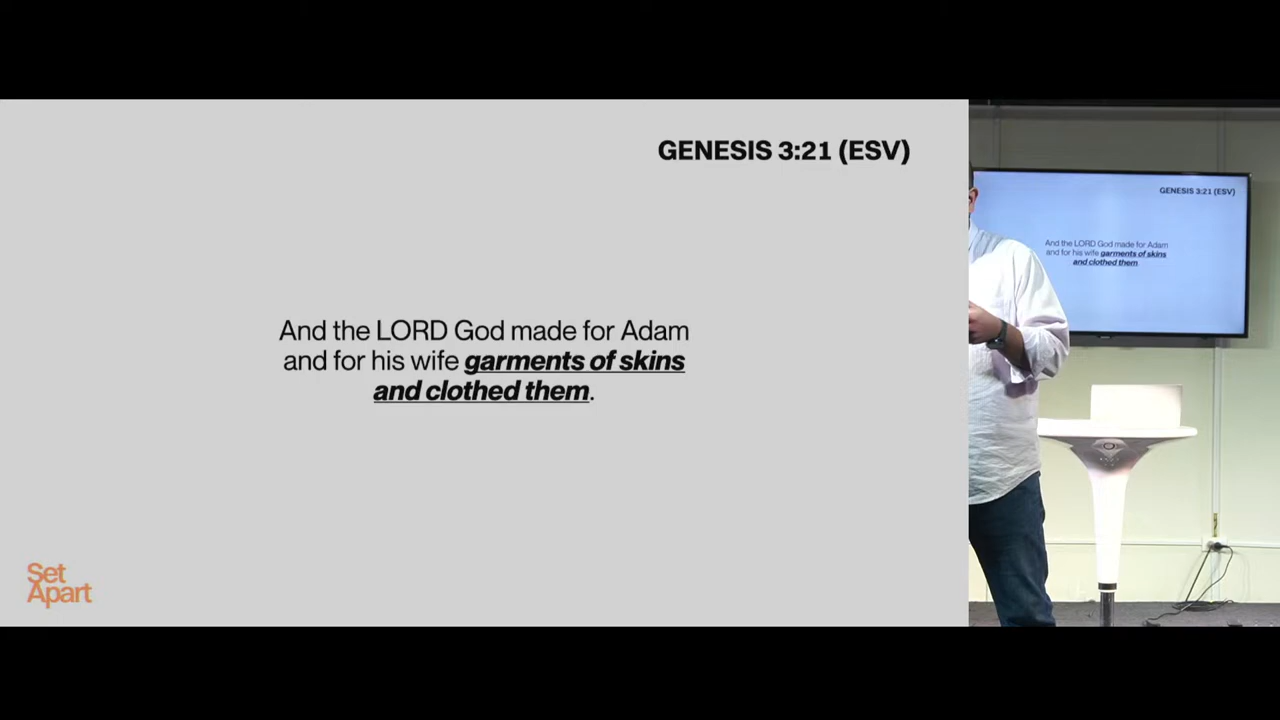 GENESIS 3:21 (ESV)
And the LORD God made for Adam
and for his wife garments of skins
and clothed them.
Set
Apart
GENESIS 3:21 (ESV)
And the LORD God made for Adam
and for his wife garments of skins
and clothed them.